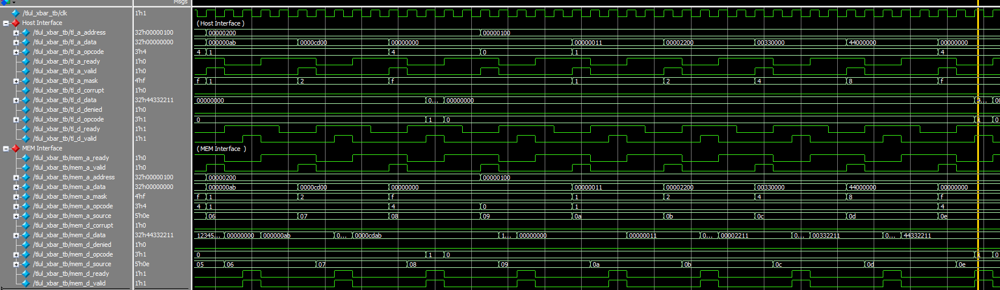 Msgs
/tlul_xbar_tb/clk 1'h1
Host Interface (Host Interface)
/tlul_xbar_tb/tl_a_address 32'h00000100 00000200 00000100
/tlul_xbar_tb/tl_a_data 32'h00000000 000000ab 0000cd00 00000000 00000011 00002200 00330000 44000000 00000000
/tlul_xbar_tb/tl_a_opcode 3'h4 4 1 4 0 1 4
/tlul_xbar_tb/tl_a_ready 1'h0
/tlul_xbar_tb/tl_a_valid 1'h0
/tlul_xbar_tb/tl_a_mask 4'hf f 1 2 f 1 2 4 8 f
/tlul_xbar_tb/tl_d_corrupt 1'h0
/tlul_xbar_tb/tl_d_data 32'h44332211 00000000 0... 00000000 00
/tlul_xbar_tb/tl_d_denied 1'h0
/tlul_xbar_tb/tl_d_opcode 3'h1 0 1 0 1 0
/tlul_xbar_tb/tl_d_ready 1'h1
/tlul_xbar_tb/tl_d_valid 1'h1
MEM Interface (MEM Interface )
/tlul_xbar_tb/mem_a_ready 1'h0
/tlul_xbar_tb/mem_a_valid 1'h0
/tlul_xbar_tb/mem_a_address 32'h00000100 00000200 00000100
/tlul_xbar_tb/mem_a_data 32'h00000000 000000ab 0000cd00 00000000 00000011 00002200 00330000 44000000 00000000
/tlul_xbar_tb/mem_a_mask 4'hf f 1 2 f 1 2 4 8 f
/tlul_xbar_tb/mem_a_opcode 3'h4 4 1 4 0 1 4
/tlul_xbar_tb/mem_a_source 5'h0e 06 07 08 09 0a 0b 0c 0d 0e
/tlul_xbar_tb/mem_d_corrupt 1'h0
/tlul_xbar_tb/mem_d_data 32'h44332211 12345... 00000000 000000ab 0... 0000cdab 1... 00000000 00000011 0... 00002211 0... 00332211 0... 44332211
/tlul_xbar_tb/mem_d_denied 1'h0
/tlul_xbar_tb/mem_d_opcode 3'h1 0 1 0 1 0
/tlul_xbar_tb/mem_d_source 5'h0e 05 06 07 08 09 0a 0b 0c 0d 0e
/tlul_xbar_tb/mem_d_ready 1'h1
/tlul_xbar_tb/mem_d_valid 1'h1